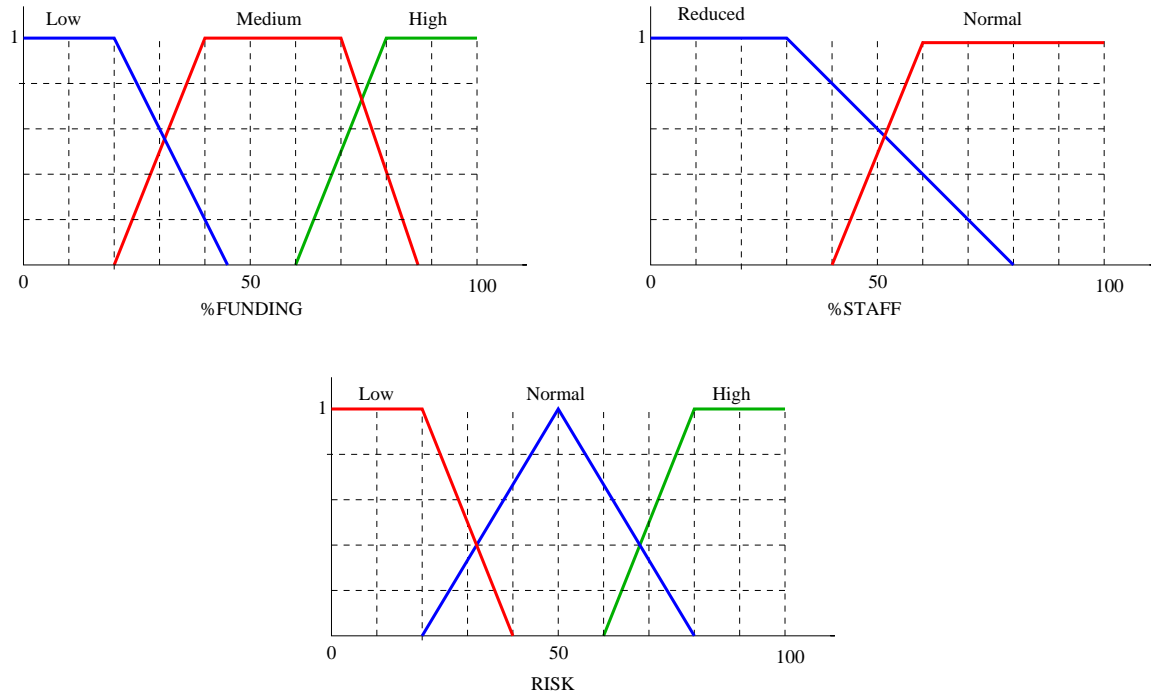 Low Medium High
1
0 50 100
%FUNDING
Reduced Normal
1
0 50 100
%STAFF
Low Normal High
1
0 50 100
RISK